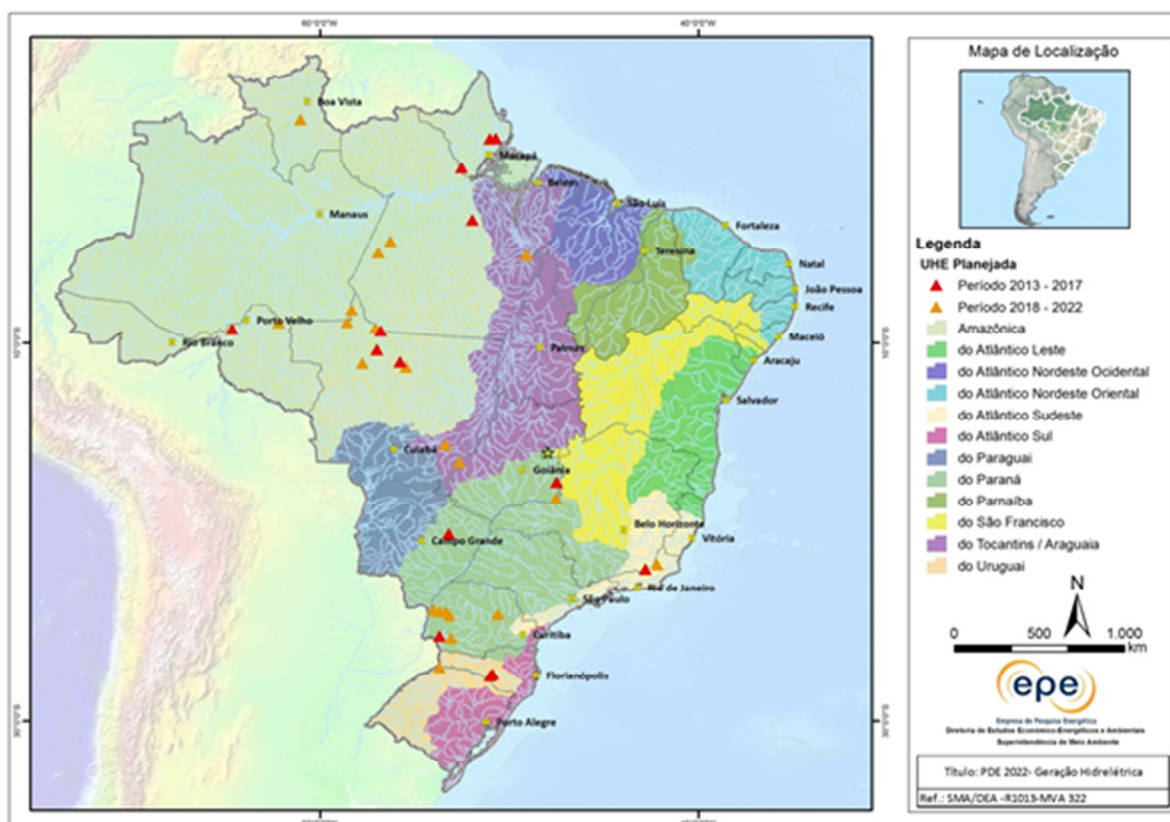 60°0'0"W
40°0'0"W
Boa Vista
Macapá
Belém
São Luís
Manaus
Fortaleza
Teresina
Natal
João Pessoa
Recife
Porto Velho
Rio Branco
Maceió
Palmas
Aracaju
Salvador
Cuiabá
Goiânia
Belo Horizonte
Vitória
Campo Grande
Rio de Janeiro
São Paulo
Curitiba
Florianópolis
Porto Alegre
Mapa de Localização
Legenda
UHE Planejada
Período 2013 - 2017
Período 2018 - 2022
Amazônica
do Atlântico Leste
do Atlântico Nordeste Ocidental
do Atlântico Nordeste Oriental
do Atlântico Sudeste
do Atlântico Sul
do Paraguai
do Paraná
do Parnaíba
do São Francisco
do Tocantins / Araguaia
do Uruguai
N
0 500 1.000
km
epe
Empresa de Pesquisa Energética
Diretoria de Estudos Econômico-Energéticos e Ambientais
Superintendência de Meio Ambiente
Título: PDE 2022- Geração Hidrelétrica
Ref.: SMA/DEA -R1013-MVA 322